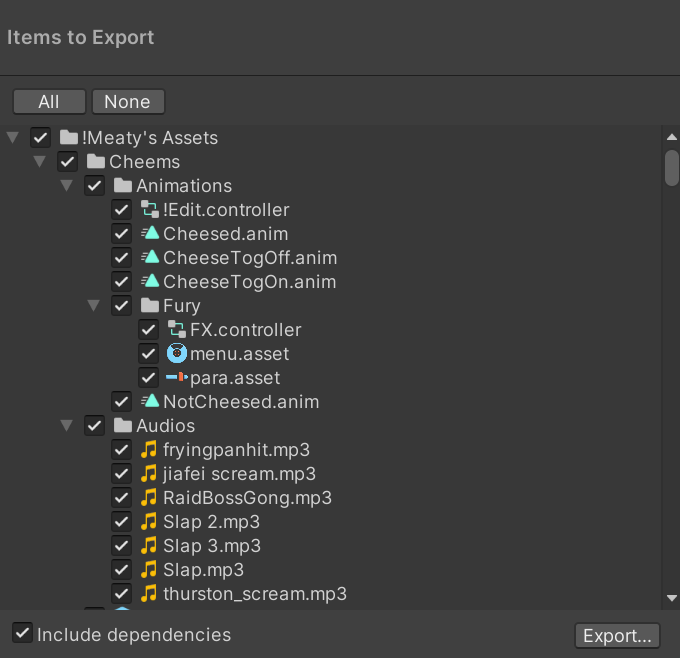 Items to Export
All None
!Meaty's Assets
Cheems
Animations
!Edit.controller
Cheesed.anim
CheeseTogOff.anim
CheeseTogOn.anim
Fury
FX.controller
menu.asset
para.asset
NotCheesed.anim
Audios
fryingpanhit.mp3
jiafei scream.mp3
RaidBossGong.mp3
Slap 2.mp3
Slap 3.mp3
Slap.mp3
thurston_scream.mp3
Include dependencies Export...